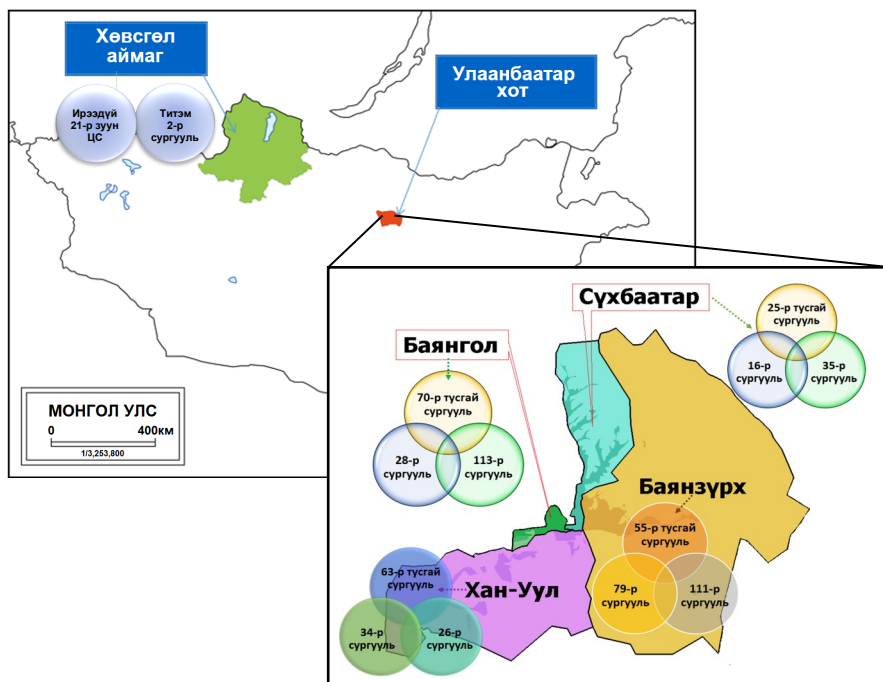 Хөвсгөл
аймаг
Ирээдүй
21-р зуун
ЦС
Титэм
2-р
сургууль
Улаанбаатар
хот
МОНГОЛ УЛС
0 400км
1/3,253,800
Сүхбаатар
25-р тусгай
сургууль
16-р
сургууль
35-р
сургууль
Баянгол
70-р тусгай
сургууль
28-р
сургууль
113-р
сургууль
Баянзүрх
55-р тусгай
сургууль
79-р
сургууль
111-р
сургууль
Хан-Уул
63-р тусгай
сургууль
34-р
сургууль
26-р
сургууль